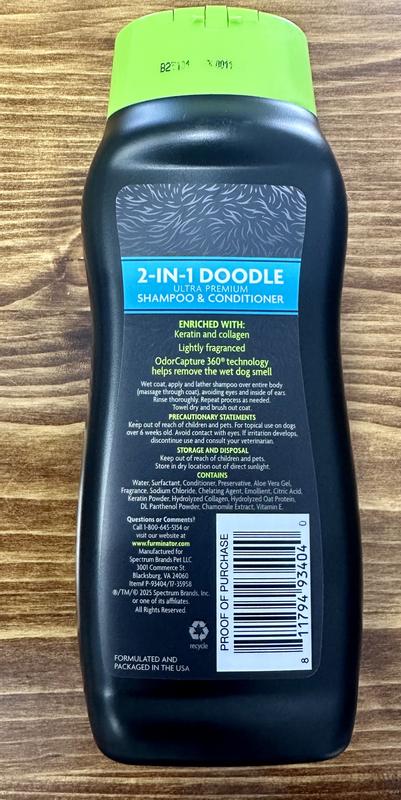 2-IN-1 DOODLE
ULTRA PREMIUM
SHAMPOO & CONDITIONER
ENRICHED WITH:
Keratin and collagen
Lightly fragranced
OdorCapture 360® technology
helps remove the wet dog smell
Wet coat, apply and lather shampoo over entire body
(massage through coat), avoiding eyes and inside of ears.
Rinse thoroughly. Repeat process as needed.
Towel dry and brush out coat.
PRECAUTIONARY STATEMENTS
Keep out of reach of children and pets. For topical use on dogs
over 6 weeks old. Avoid contact with eyes. If irritation develops,
discontinue use and consult your veterinarian.
STORAGE AND DISPOSAL
Keep out of reach of children and pets.
Store in dry location out of direct sunlight.
CONTAINS
Water, Surfactant, Conditioner, Preservative, Aloe Vera Gel,
Fragrance, Sodium Chloride, Chelating Agent, Emollient, Citric Acid,
Keratin Powder, Hydrolyzed Collagen, Hydrolyzed Oat Protein,
DL Panthenol Powder, Chamomile Extract, Vitamin E.
Questions or Comments?
Call 1-800-645-5154 or
visit our website at
www.furminator.com
Manufactured for
Spectrum Brands Pet LLC
3001 Commerce St.
Blacksburg, VA 24060
Item# P-93404/17-35958
®/TM/© 2025 Spectrum Brands, Inc.
or one of its affiliates.
All Rights Reserved.
recycle
FORMULATED AND
PACKAGED IN THE USA
PROOF OF PURCHASE
8 11794 93404 0